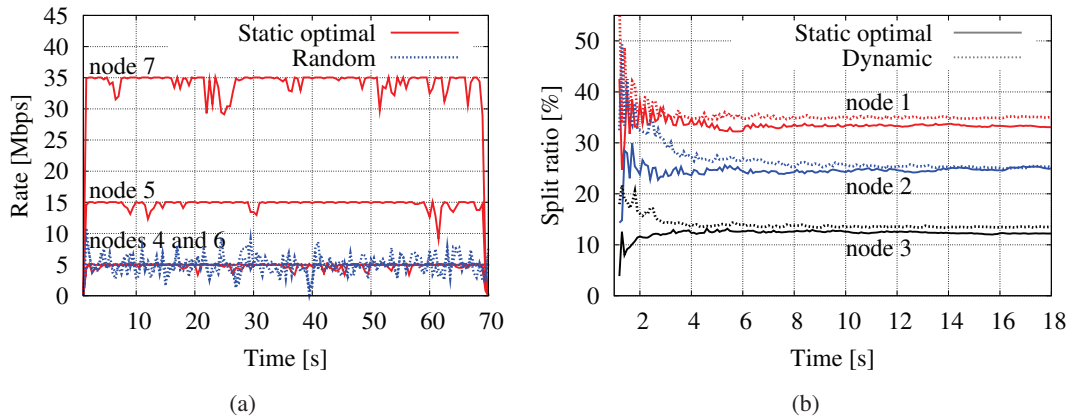 45
40
35
30
25
20
15
10
5
0
Rate [Mbps]
Static optimal
Random
node 7
node 5
nodes 4 and 6
10 20 30 40 50 60 70
Time [s]
(a)
50
40
30
20
10
0
Split ratio [%]
Static optimal
Dynamic
node 1
node 2
node 3
2 4 6 8 10 12 14 16 18
Time [s]
(b)